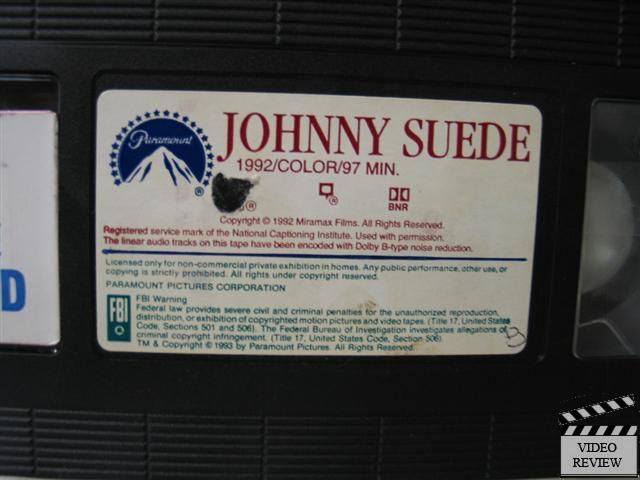 Paramount
®
JOHNNY SUEDE
1992/COLOR/97 MIN.
®
®
BNR
Copyright © 1992 Miramax Films. All Rights Reserved.
Registered service mark of the National Captioning Institute. Used with permission.
The linear audio tracks on this tape have been encoded with Dolby B-type noise reduction.
Licensed only for non-commercial private exhibition in homes. Any public performance, other use, or
copying is strictly prohibited. All rights under copyright reserved.
PARAMOUNT PICTURES CORPORATION
FBI
FBI Warning
Federal law provides severe civil and criminal penalties for the unauthorized reproduction,
distribution, or exhibition of copyrighted motion pictures and video tapes. (Title 17, United States
Code, Sections 501 and 506). The Federal Bureau of Investigation investigates allegations of
criminal copyright infringement. (Title 17, United States Code, Section 506)
TM & Copyright © 1993 by Paramount Pictures. All Rights Reserved.
B
D
VIDEO
REVIEW